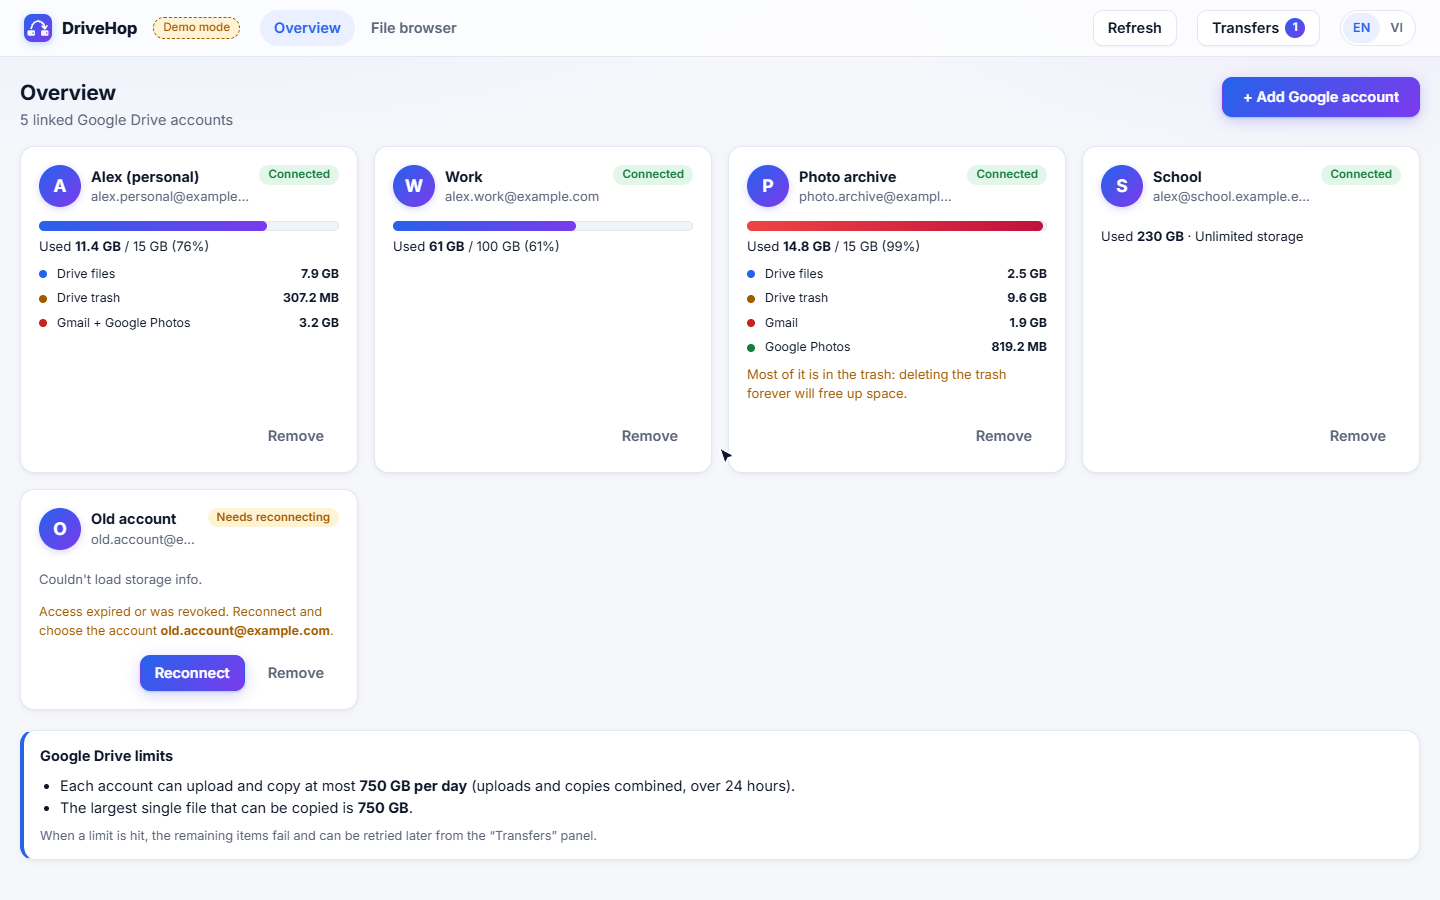 DriveHop
Demo mode
Overview
File browser
Refresh
Transfers 1
EN
VI
Overview
5 linked Google Drive accounts
+ Add Google account
A
Alex (personal)
alex.personal@example...
Connected
Used 11.4 GB / 15 GB (76%)
Drive files 7.9 GB
Drive trash 307.2 MB
Gmail + Google Photos 3.2 GB
Remove
W
Work
alex.work@example.com
Connected
Used 61 GB / 100 GB (61%)
Remove
P
Photo archive
photo.archive@exampl...
Connected
Used 14.8 GB / 15 GB (99%)
Drive files 2.5 GB
Drive trash 9.6 GB
Gmail 1.9 GB
Google Photos 819.2 MB
Most of it is in the trash: deleting the trash
forever will free up space.
Remove
S
School
alex@school.example.e...
Connected
Used 230 GB · Unlimited storage
Remove
O
Old account
old.account@e...
Needs reconnecting
Couldn't load storage info.
Access expired or was revoked. Reconnect and
choose the account old.account@example.com.
Reconnect
Remove
Google Drive limits
• Each account can upload and copy at most 750 GB per day (uploads and copies combined, over 24 hours).
• The largest single file that can be copied is 750 GB.
When a limit is hit, the remaining items fail and can be retried later from the “Transfers” panel.